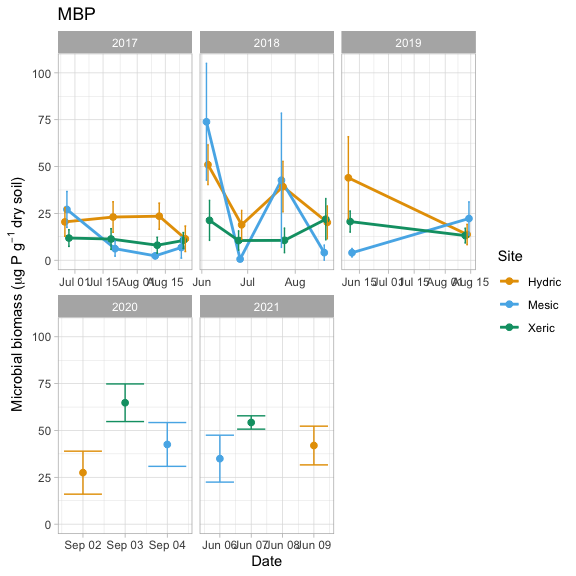 MBP
2017 2018 2019
100
75
50
25
0
Jul 01 Jul 15 Aug 01 Aug 15 Jun Jul Aug Jun 15 Jul 01 Jul 15 Aug 01 Aug 15
2020 2021
100
75
50
25
0
Sep 02 Sep 03 Sep 04 Jun 06 Jun 07 Jun 08 Jun 09
Date
Microbial biomass (μg P g⁻¹ dry soil)
Site
Hydric
Mesic
Xeric